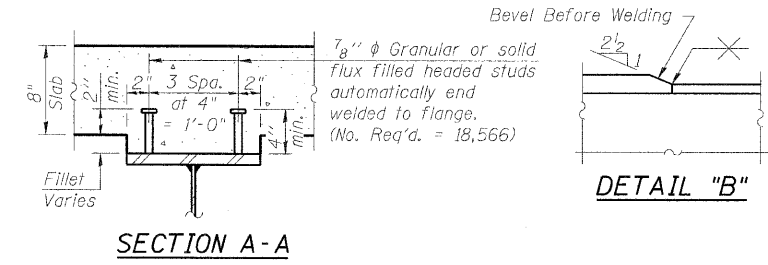 Bevel Before Welding
2½
1
⅞" ϕ Granular or solid
flux filled headed studs
automatically end
welded to flange.
(No. Req'd. = 18,566)
8"
Slab
2"
min.
2"
3 Spa.
at 4"
= 1'-0"
2"
4"
min.
Fillet
Varies
SECTION A-A
DETAIL "B"